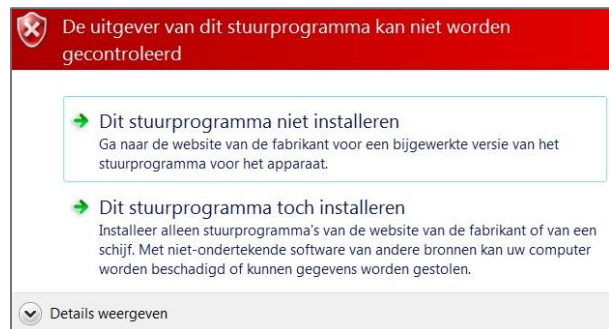 De uitgever van dit stuurprogramma kan niet worden
gecontroleerd
Dit stuurprogramma niet installeren
Ga naar de website van de fabrikant voor een bijgewerkte versie van het
stuurprogramma voor het apparaat.
Dit stuurprogramma toch installeren
Installeer alleen stuurprogramma's van de website van de fabrikant of van een
schijf. Met niet-ondertekende software van andere bronnen kan uw computer
worden beschadigd of kunnen gegevens worden gestolen.
Details weergeven